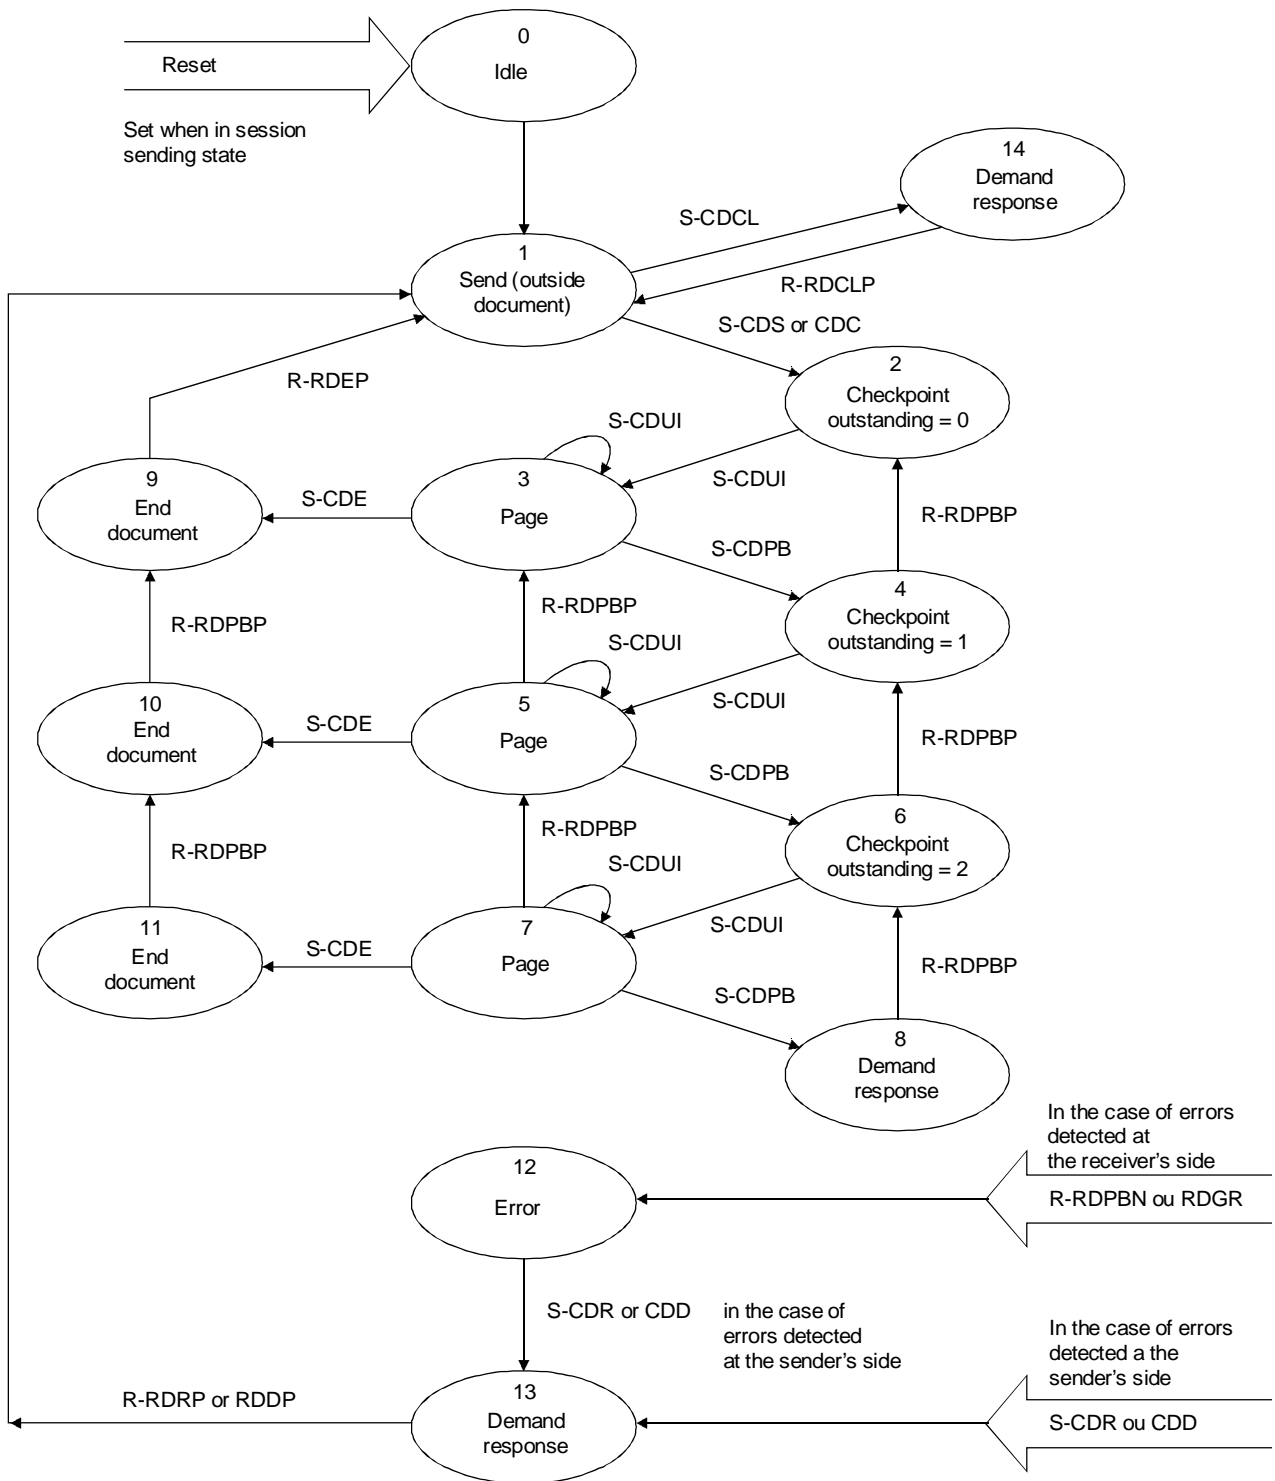 0
Idle
Reset
Set when in session
sending state
14
Demand
response
S-CDCL
1
Send (outside
document)
R-RDCLP
S-CDS or CDC
2
Checkpoint
outstanding = 0
R-RDEP
S-CDUI
S-CDUI
9
End
document
S-CDE
3
Page
R-RDPBP
S-CDPB
4
Checkpoint
outstanding = 1
R-RDPBP
R-RDPBP
S-CDUI
S-CDUI
10
End
document
S-CDE
5
Page
R-RDPBP
S-CDPB
6
Checkpoint
outstanding = 2
R-RDPBP
R-RDPBP
S-CDUI
S-CDUI
11
End
document
S-CDE
7
Page
R-RDPBP
S-CDPB
8
Demand
response
In the case of errors
detected at
the receiver's side
R-RDPBN ou RDGR
12
Error
S-CDR or CDD
in the case of
errors detected
at the sender's side
In the case of errors
detected a the
sender's side
S-CDR ou CDD
R-RDRP or RDDP
13
Demand
response